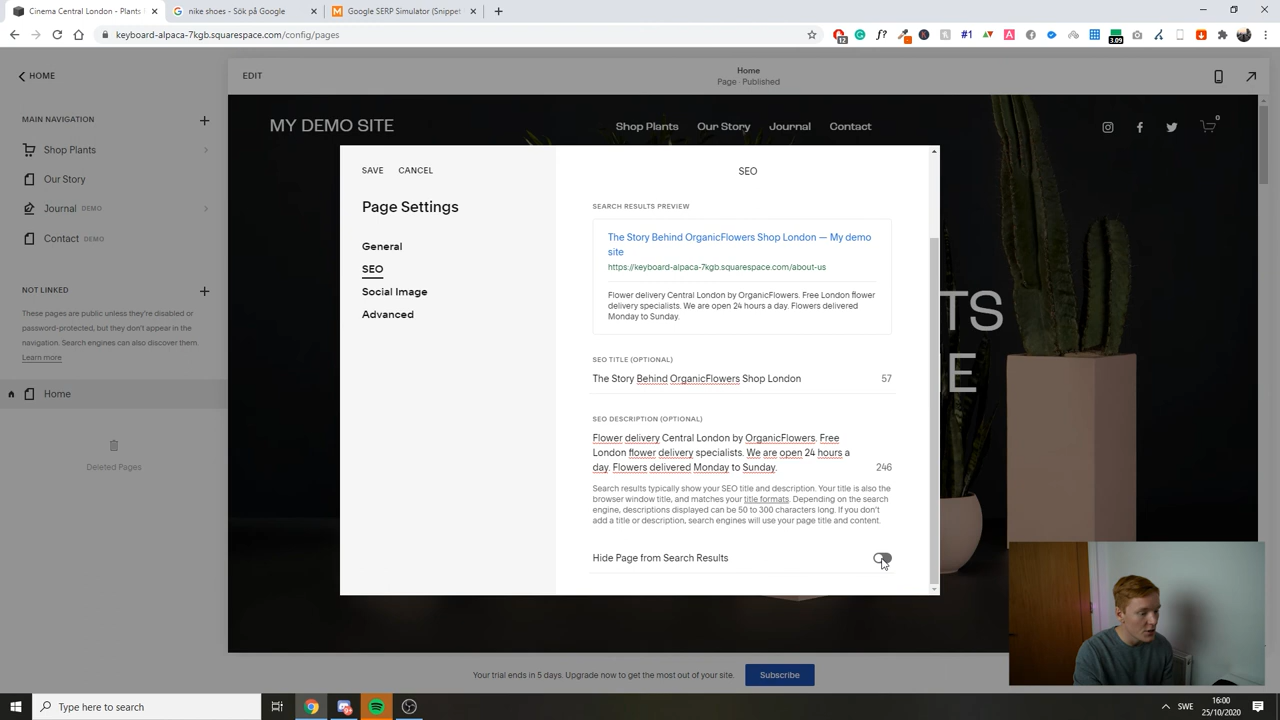 Cinema Central London - Plants
nike shoes - Sök på Google
Google SERP Simulator (Snippet
keyboard-alpaca-7kgb.squarespace.com/config/pages
12
f?
#1
3.09
HOME
EDIT
Home
Page · Published
MAIN NAVIGATION
Shop Plants
Our Story
Journal DEMO
Contact DEMO
NOT LINKED
These pages are public unless they're disabled or
password-protected, but they don't appear in the
navigation. Search engines can also discover them.
Learn more
Home
Deleted Pages
MY DEMO SITE
Shop Plants Our Story Journal Contact
0
TS
E
SAVE CANCEL
Page Settings
General
SEO
Social Image
Advanced
SEO
SEARCH RESULTS PREVIEW
The Story Behind OrganicFlowers Shop London — My demo
site
https://keyboard-alpaca-7kgb.squarespace.com/about-us
Flower delivery Central London by OrganicFlowers. Free London flower
delivery specialists. We are open 24 hours a day. Flowers delivered
Monday to Sunday.
SEO TITLE (OPTIONAL)
The Story Behind OrganicFlowers Shop London 57
SEO DESCRIPTION (OPTIONAL)
Flower delivery Central London by OrganicFlowers. Free
London flower delivery specialists. We are open 24 hours a
day. Flowers delivered Monday to Sunday. 246
Search results typically show your SEO title and description. Your title is also the
browser window title, and matches your title formats. Depending on the search
engine, descriptions displayed can be 50 to 300 characters long. If you don't
add a title or description, search engines will use your page title and content.
Hide Page from Search Results
Your trial ends in 5 days. Upgrade now to get the most out of your site. Subscribe
Type here to search
SWE
16:00
25/10/2020